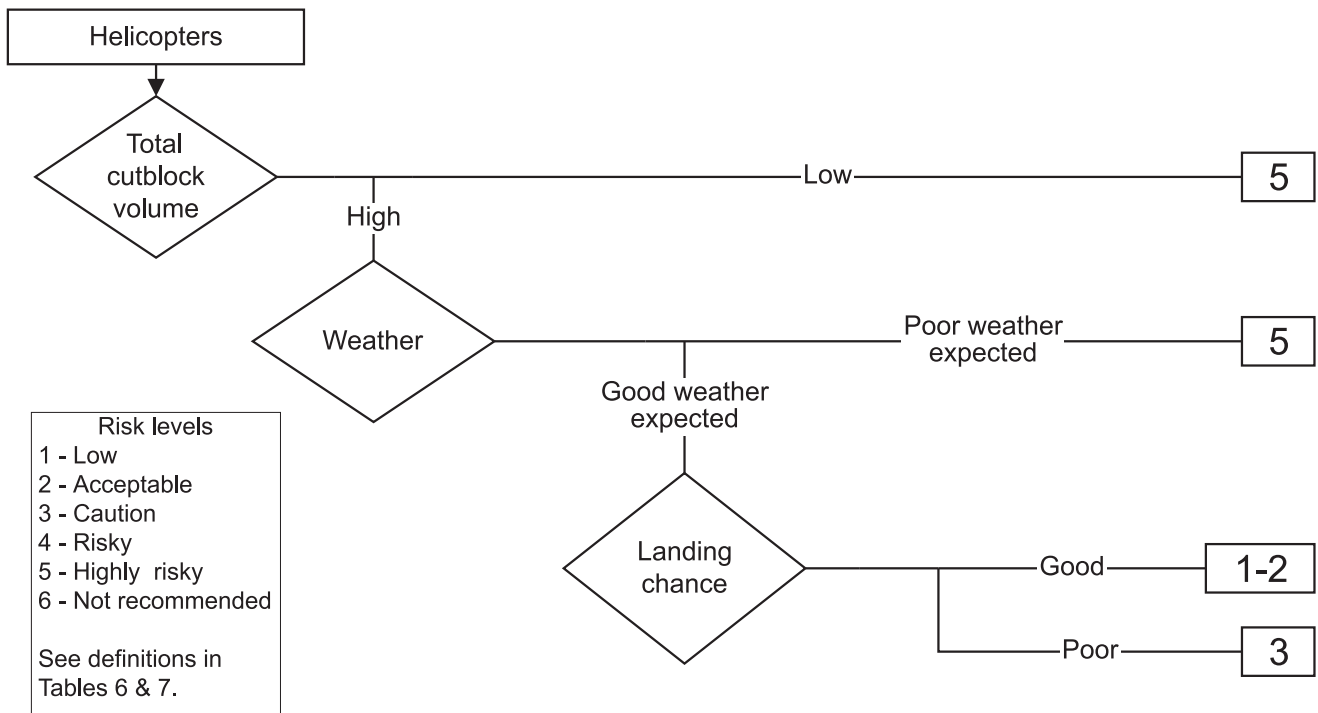 Helicopters
Total
cutblock
volume
Low
5
High
Weather
Poor weather
expected
5
Good weather
expected
Landing
chance
Good
1-2
Poor
3
Risk levels
1 - Low
2 - Acceptable
3 - Caution
4 - Risky
5 - Highly risky
6 - Not recommended
See definitions in
Tables 6 & 7.